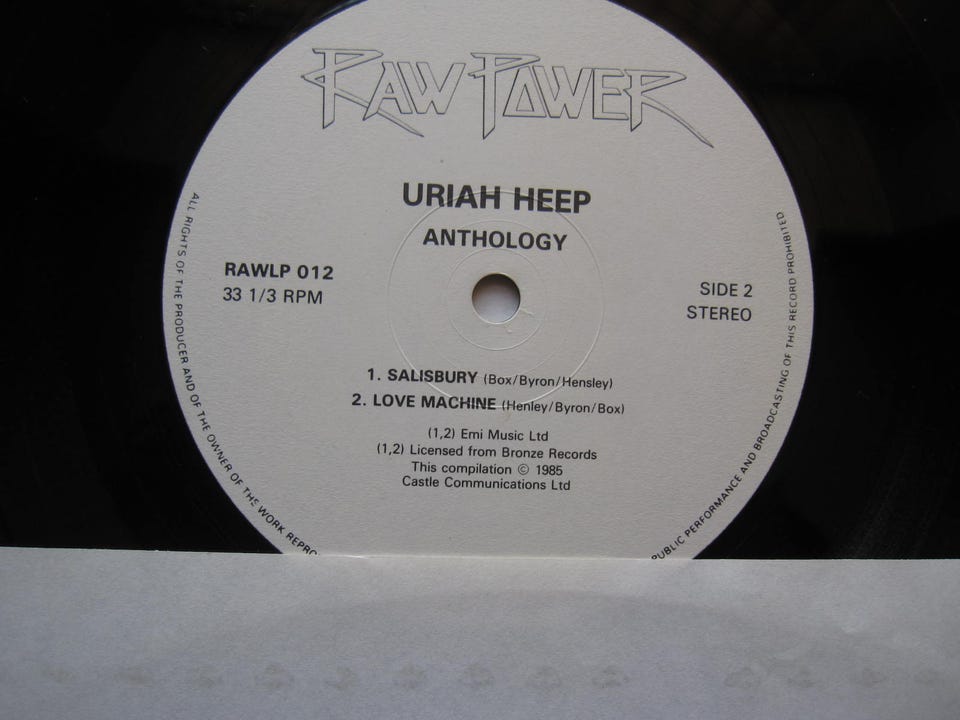 RAW POWER
URIAH HEEP
ANTHOLOGY
RAWLP 012
33 1/3 RPM
SIDE 2
STEREO
1. SALISBURY (Box/Byron/Hensley)
2. LOVE MACHINE (Henley/Byron/Box)
(1,2) Emi Music Ltd
(1,2) Licensed from Bronze Records
This compilation © 1985
Castle Communications Ltd
ALL RIGHTS OF THE PRODUCER AND OF THE OWNER OF THE WORK REPRO
PUBLIC PERFORMANCE AND BROADCASTING OF THIS RECORD PROHIBITED